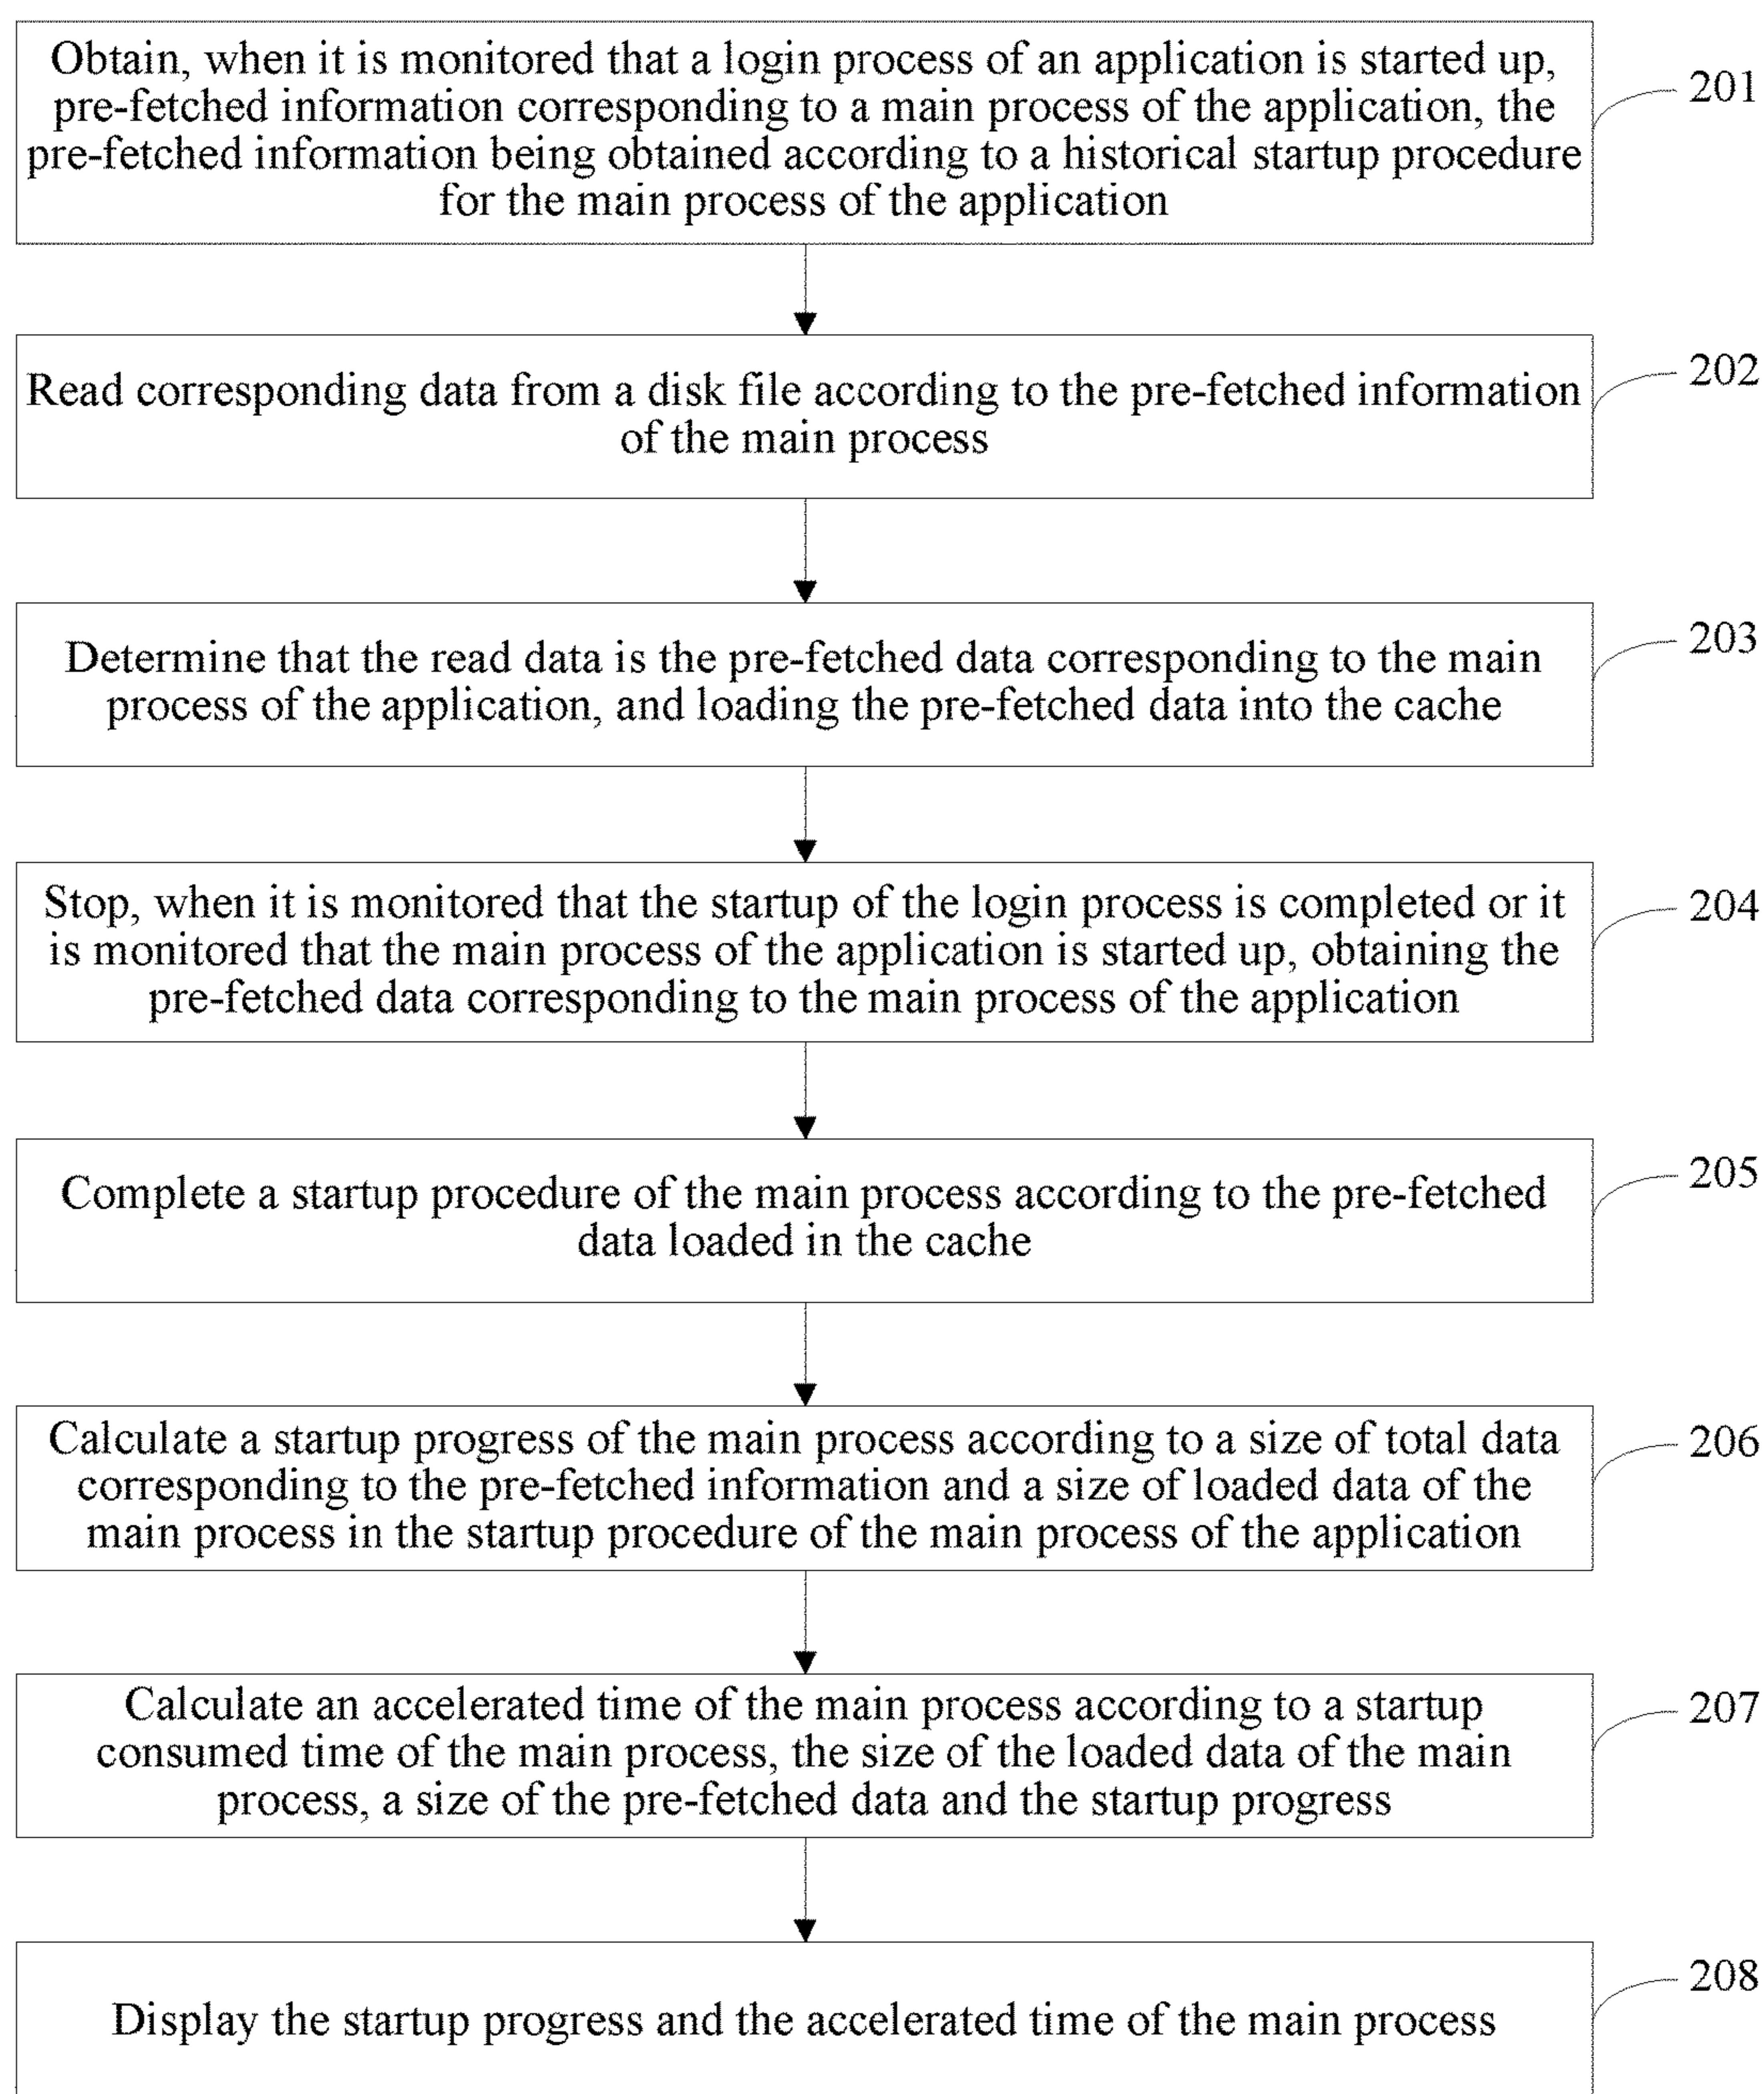 Obtain, when it is monitored that a login process of an application is started up,
pre-fetched information corresponding to a main process of the application, the
pre-fetched information being obtained according to a historical startup procedure
for the main process of the application
201
Read corresponding data from a disk file according to the pre-fetched information
of the main process
202
Determine that the read data is the pre-fetched data corresponding to the main
process of the application, and loading the pre-fetched data into the cache
203
Stop, when it is monitored that the startup of the login process is completed or it
is monitored that the main process of the application is started up, obtaining the
pre-fetched data corresponding to the main process of the application
204
Complete a startup procedure of the main process according to the pre-fetched
data loaded in the cache
205
Calculate a startup progress of the main process according to a size of total data
corresponding to the pre-fetched information and a size of loaded data of the
main process in the startup procedure of the main process of the application
206
Calculate an accelerated time of the main process according to a startup
consumed time of the main process, the size of the loaded data of the main
process, a size of the pre-fetched data and the startup progress
207
Display the startup progress and the accelerated time of the main process
208